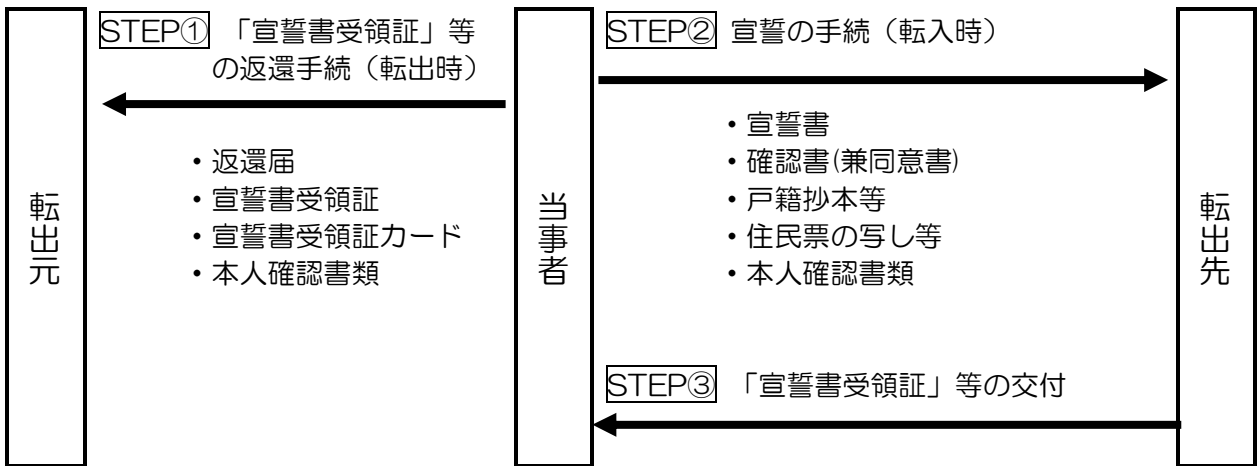 STEP① 「宣誓書受領証」等
の返還手続（転出時）
・返還届
・宣誓書受領証
・宣誓書受領証カード
・本人確認書類
STEP② 宣誓の手続（転入時）
・宣誓書
・確認書(兼同意書)
・戸籍抄本等
・住民票の写し等
・本人確認書類
STEP③ 「宣誓書受領証」等の交付
転出元
当事者
転出先